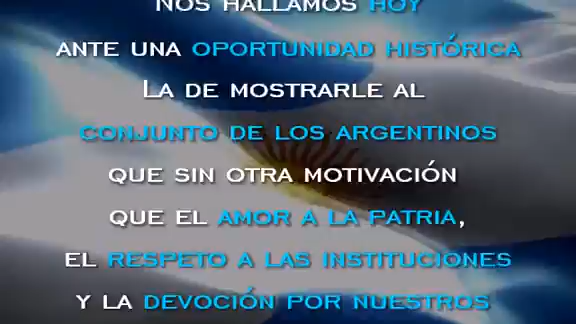 NOS HALLAMOS HOY
ANTE UNA OPORTUNIDAD HISTÓRICA
LA DE MOSTRARLE AL
CONJUNTO DE LOS ARGENTINOS
QUE SIN OTRA MOTIVACIÓN
QUE EL AMOR A LA PATRIA,
EL RESPETO A LAS INSTITUCIONES
Y LA DEVOCIÓN POR NUESTROS